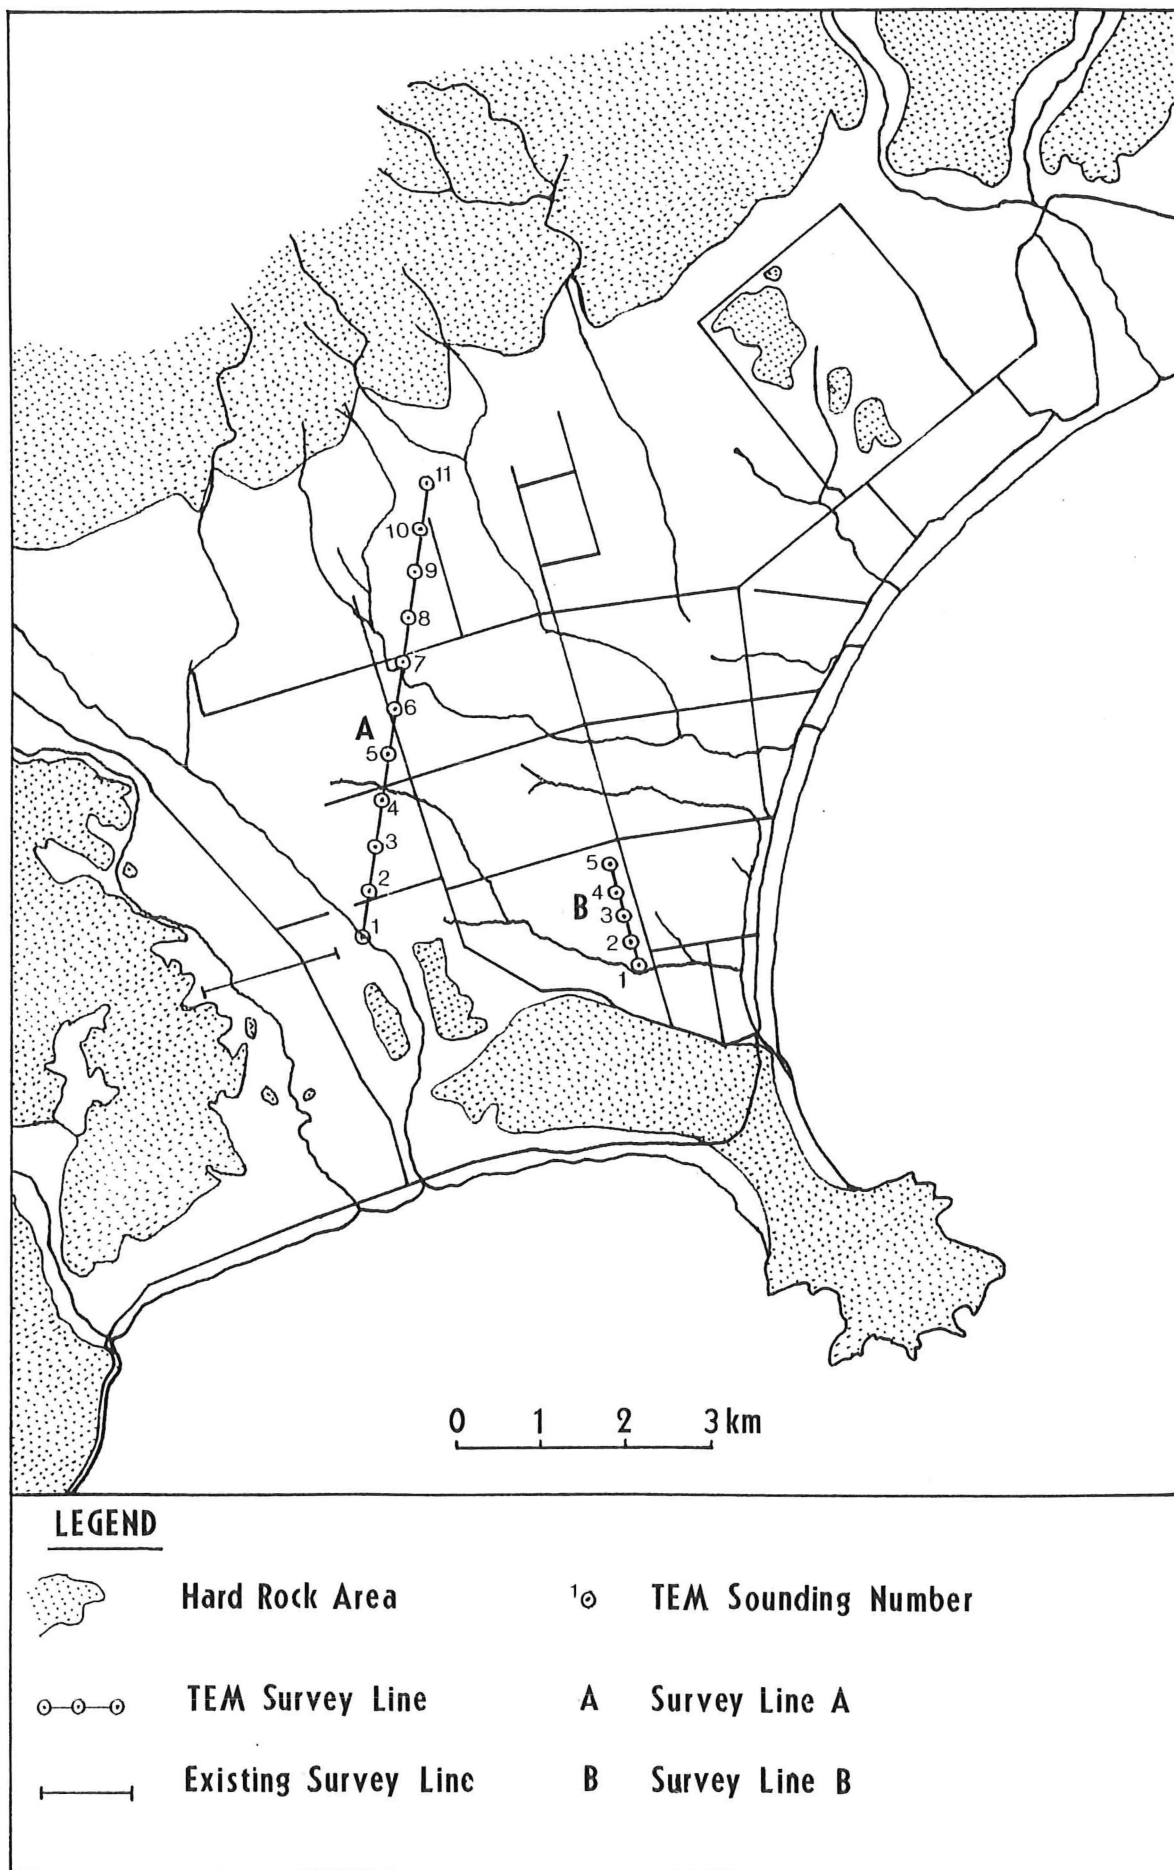 11
10
9
8
7
6
A
5
4
3
2
1
5
4
B
3
2
1
0 1 2 3 km
LEGEND
Hard Rock Area
1 TEM Sounding Number
TEM Survey Line
A Survey Line A
Existing Survey Line
B Survey Line B